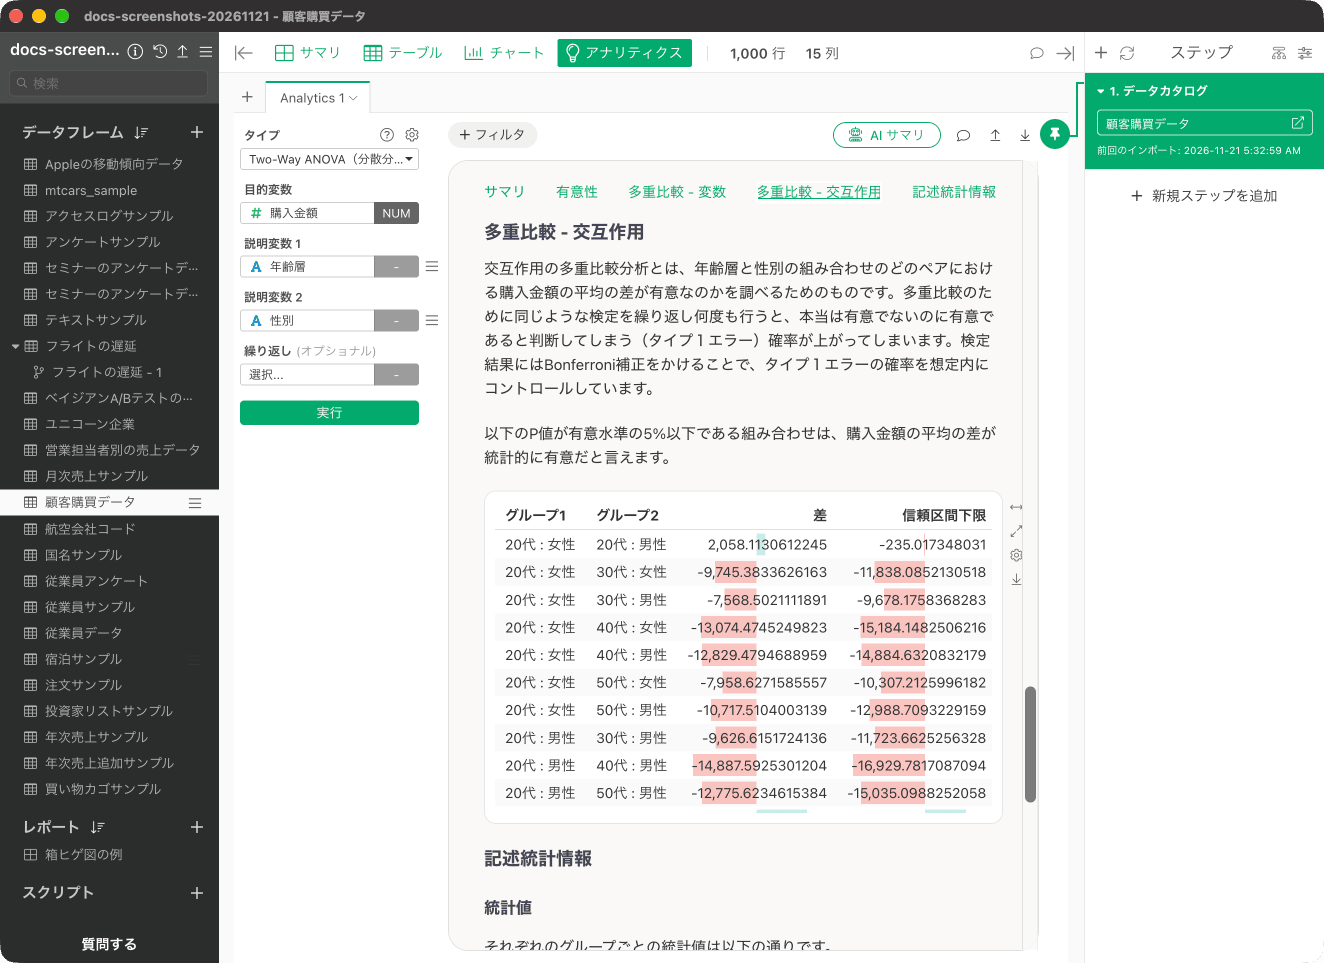 docs-screenshots-20261121 - 顧客購買データ
docs-screen...
検索
データフレーム
Appleの移動傾向データ
mtcars_sample
アクセスログサンプル
アンケートサンプル
セミナーのアンケートデ...
セミナーのアンケートデ...
テキストサンプル
フライトの遅延
フライトの遅延 - 1
ベイジアンA/Bテストの...
ユニコーン企業
営業担当者別の売上データ
月次売上サンプル
顧客購買データ
航空会社コード
国名サンプル
従業員アンケート
従業員サンプル
従業員データ
宿泊サンプル
注文サンプル
投資家リストサンプル
年次売上サンプル
年次売上追加サンプル
買い物カゴサンプル
レポート
箱ヒゲ図の例
スクリプト
質問する
サマリ テーブル チャート アナリティクス 1,000 行 15 列
Analytics 1
タイプ
Two-Way ANOVA（分散分...
目的変数
# 購入金額 NUM
説明変数 1
A 年齢層 -
説明変数 2
A 性別 -
繰り返し (オプショナル)
選択... -
実行
+ フィルタ
AI サマリ
サマリ 有意性 多重比較 - 変数 多重比較 - 交互作用 記述統計情報
多重比較 - 交互作用
交互作用の多重比較分析とは、年齢層と性別の組み合わせのどのペアにおけ
る購入金額の平均の差が有意なのかを調べるためのものです。多重比較のた
めに同じような検定を繰り返し何度も行うと、本当は有意でないのに有意で
あると判断してしまう（タイプ 1 エラー）確率が上がってしまいます。検定
結果にはBonferroni補正をかけることで、タイプ 1 エラーの確率を想定内に
コントロールしています。
以下のP値が有意水準の5%以下である組み合わせは、購入金額の平均の差が
統計的に有意だと言えます。
グループ1 グループ2 差 信頼区間下限
20代 : 女性 20代 : 男性 2,058.1130612245 -235.017348031
20代 : 女性 30代 : 女性 -9,745.3833626163 -11,838.0852130518
20代 : 女性 30代 : 男性 -7,568.5021111891 -9,678.1758368283
20代 : 女性 40代 : 女性 -13,074.4745249823 -15,184.1482506216
20代 : 女性 40代 : 男性 -12,829.4794688959 -14,884.6320832179
20代 : 女性 50代 : 女性 -7,958.6271585557 -10,307.2125996182
20代 : 女性 50代 : 男性 -10,717.5104003139 -12,988.7093229159
20代 : 男性 30代 : 女性 -9,626.6151724136 -11,723.6625256328
20代 : 男性 40代 : 男性 -14,887.5925301204 -16,929.7817087094
20代 : 男性 50代 : 男性 -12,775.6234615384 -15,035.0988252058
記述統計情報
統計値
それぞれのグループごとの統計値は以下の通りです。
ステップ
1. データカタログ
顧客購買データ
前回のインポート: 2026-11-21 5:32:59 AM
+ 新規ステップを追加